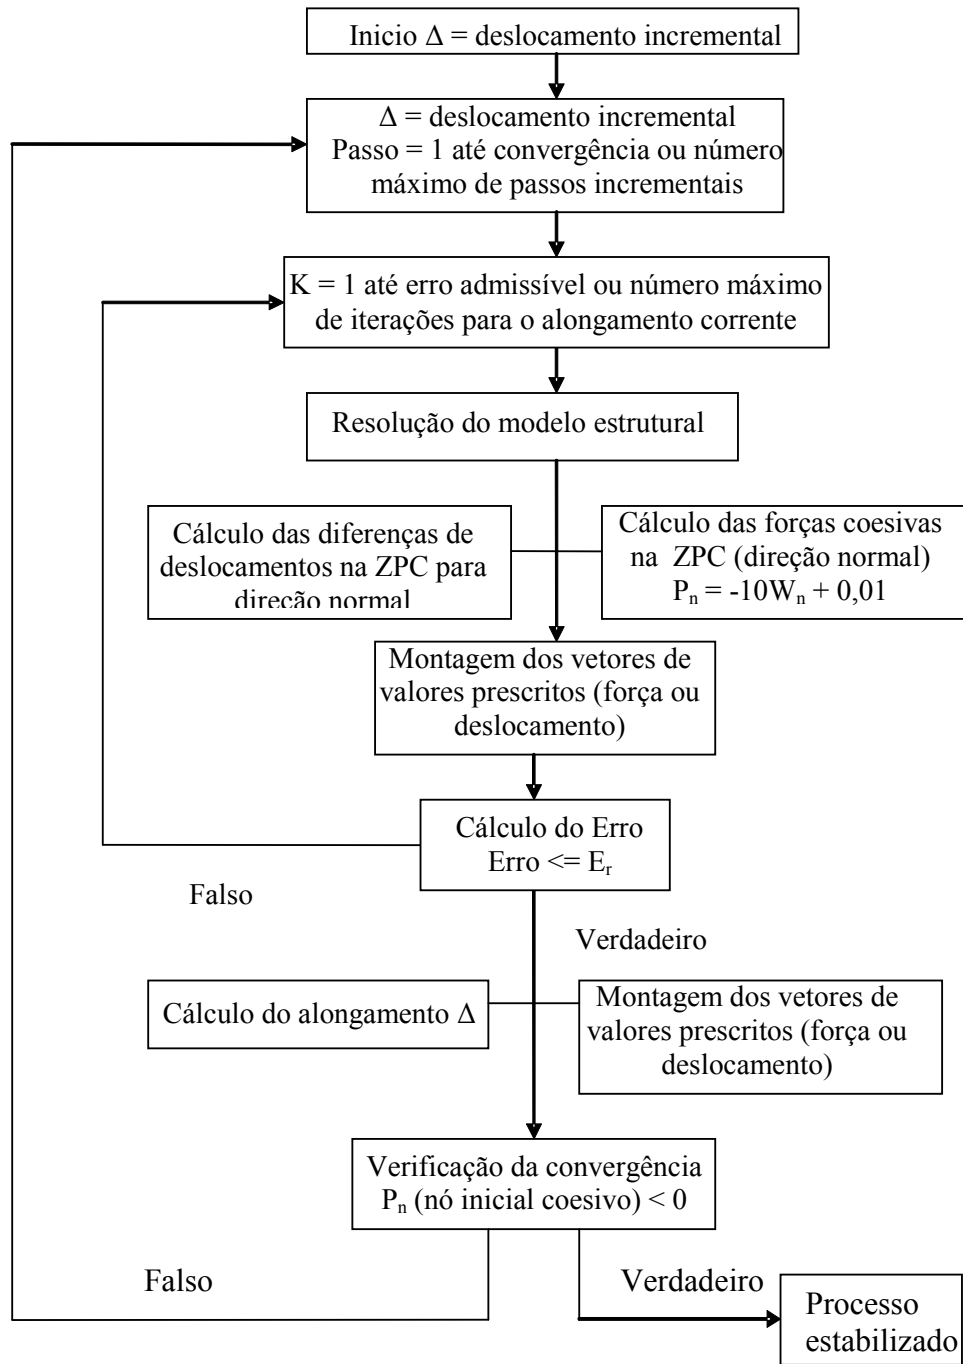 Inicio Δ = deslocamento incremental
Δ = deslocamento incremental
Passo = 1 até convergência ou número
máximo de passos incrementais
K = 1 até erro admissível ou número máximo
de iterações para o alongamento corrente
Resolução do modelo estrutural
Cálculo das diferenças de
deslocamentos na ZPC para
direção normal
Cálculo das forças coesivas
na ZPC (direção normal)
Pₙ = -10Wₙ + 0,01
Montagem dos vetores de
valores prescritos (força ou
deslocamento)
Cálculo do Erro
Erro <= Eᵣ
Falso
Verdadeiro
Cálculo do alongamento Δ
Montagem dos vetores de
valores prescritos (força ou
deslocamento)
Verificação da convergência
Pₙ (nó inicial coesivo) < 0
Falso
Verdadeiro
Processo
estabilizado